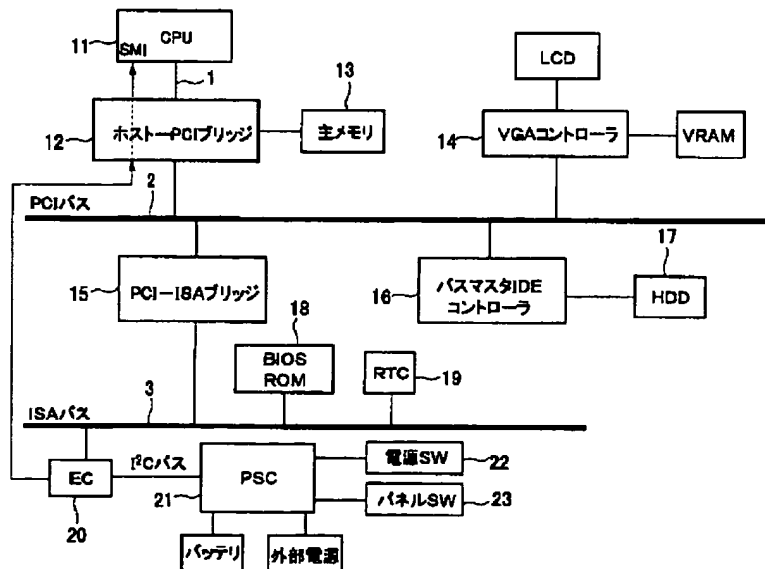 CPU
11
SMI
1
LCD
13
12
ホストーPCIブリッジ
主メモリ
14
VGAコントローラ
VRAM
PCIバス
2
15
PCI－ISAブリッジ
16
バスマスタIDE
コントローラ
17
HDD
18
BIOS
ROM
RTC
19
ISAバス
3
EC
20
I²Cバス
PSC
21
電源SW
22
パネルSW
23
バッテリ
外部電源